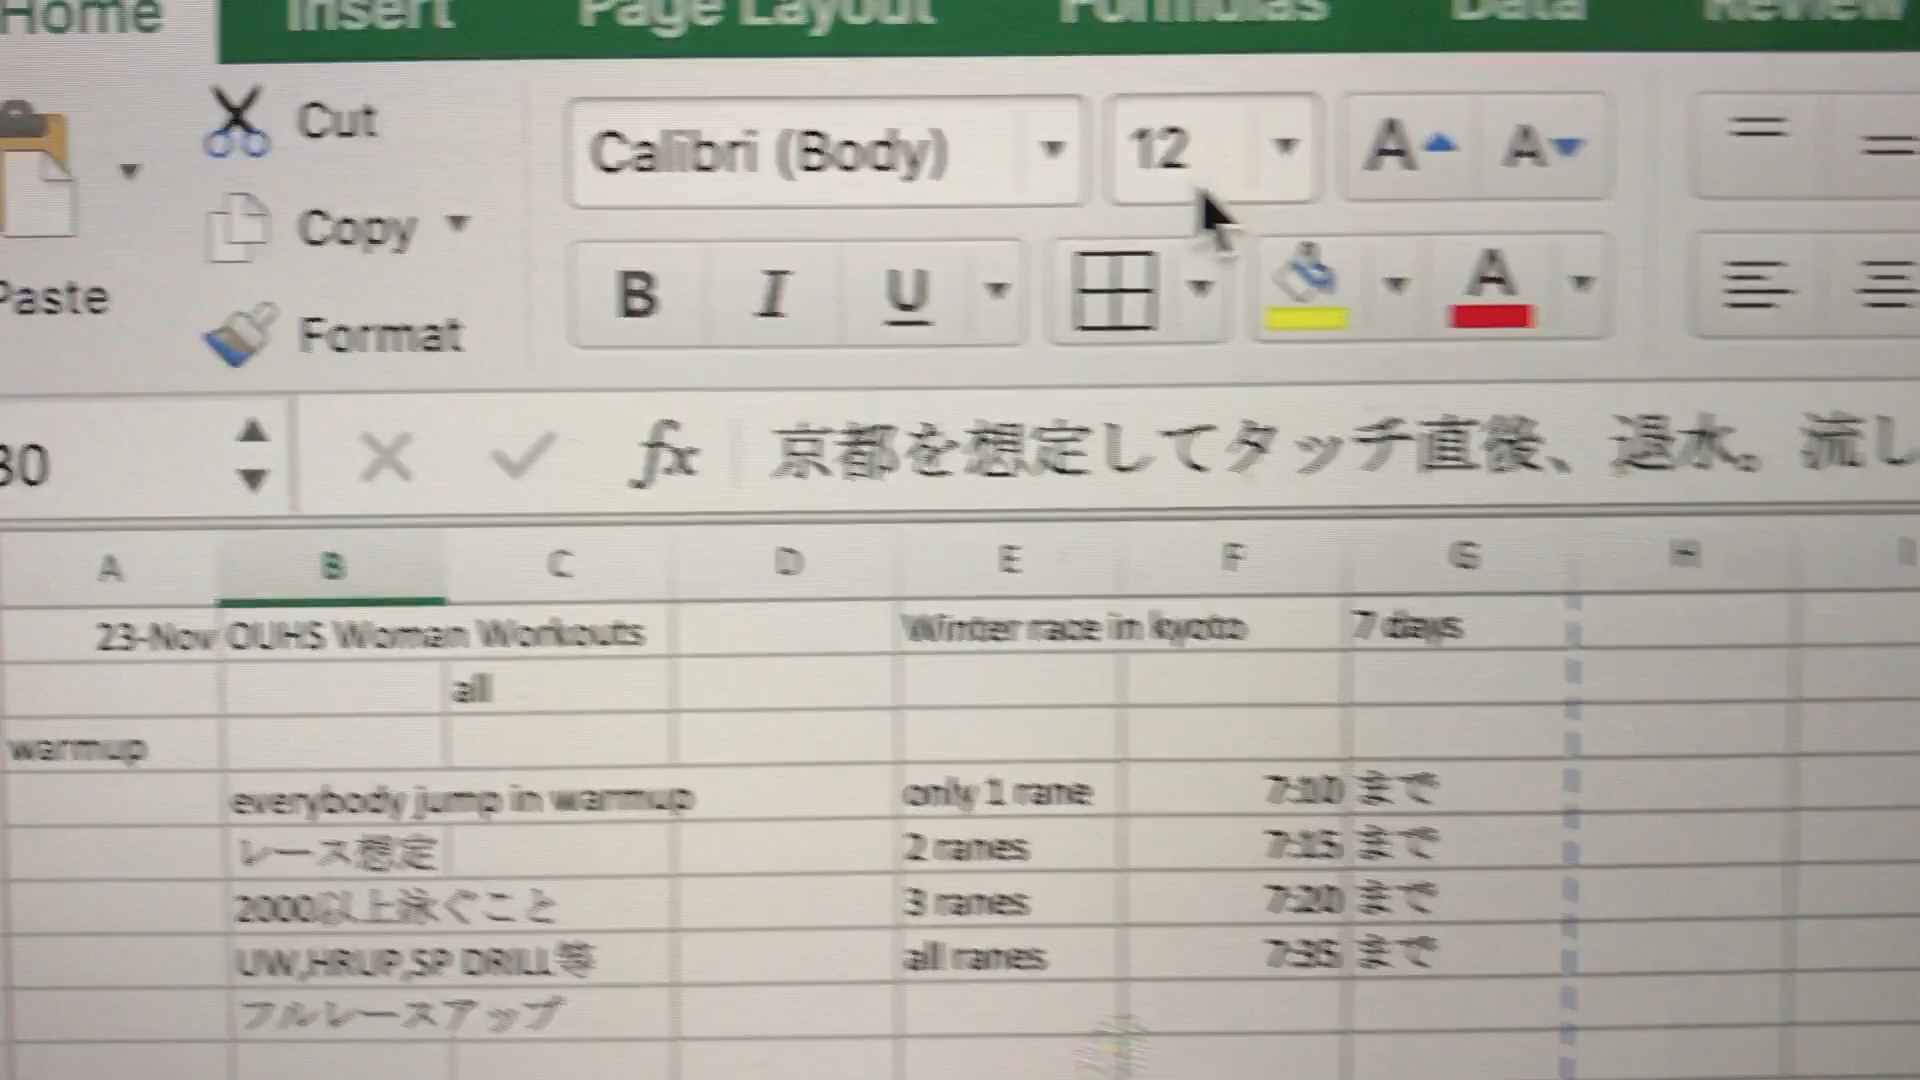 Home Insert Page Layout Formulas Data Review
Cut
Calibri (Body) 12
Copy
Paste
B I U
Format
30 fx 京都を想定してタッチ直後、退水。流し
A B C D E F G H I
23-Nov OUHS Woman Workouts Winter race in kyoto 7 days
all
warmup
everybody jump in warmup only 1 rane 7:10 まで
レース想定 2 ranes 7:15 まで
2000以上泳ぐこと 3 ranes 7:20 まで
UW,HRUP,SP DRILL等 all ranes 7:35 まで
フルレースアップ